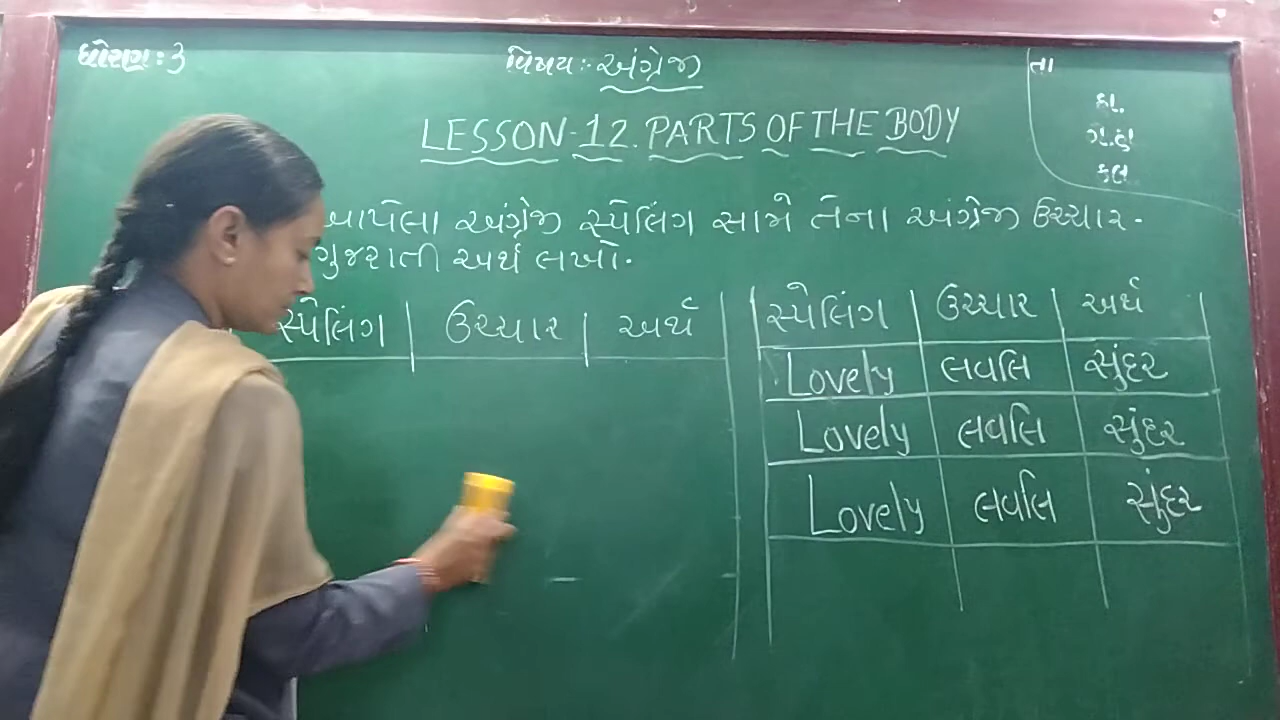 ધોરણ : ૩
વિષય :- અંગ્રેજી
તા
હા.
ગે.હા
કુલ
LESSON-12. PARTS OF THE BODY
આપેલા અંગ્રેજી સ્પેલિંગ સામે તેના અંગ્રેજી ઉચ્ચાર-
ગુજરાતી અર્થ લખો.
સ્પેલિંગ ઉચ્ચાર અર્થ
સ્પેલિંગ ઉચ્ચાર અર્થ
Lovely લવલિ સુંદર
Lovely લવલિ સુંદર
Lovely લવલિ સુંદર